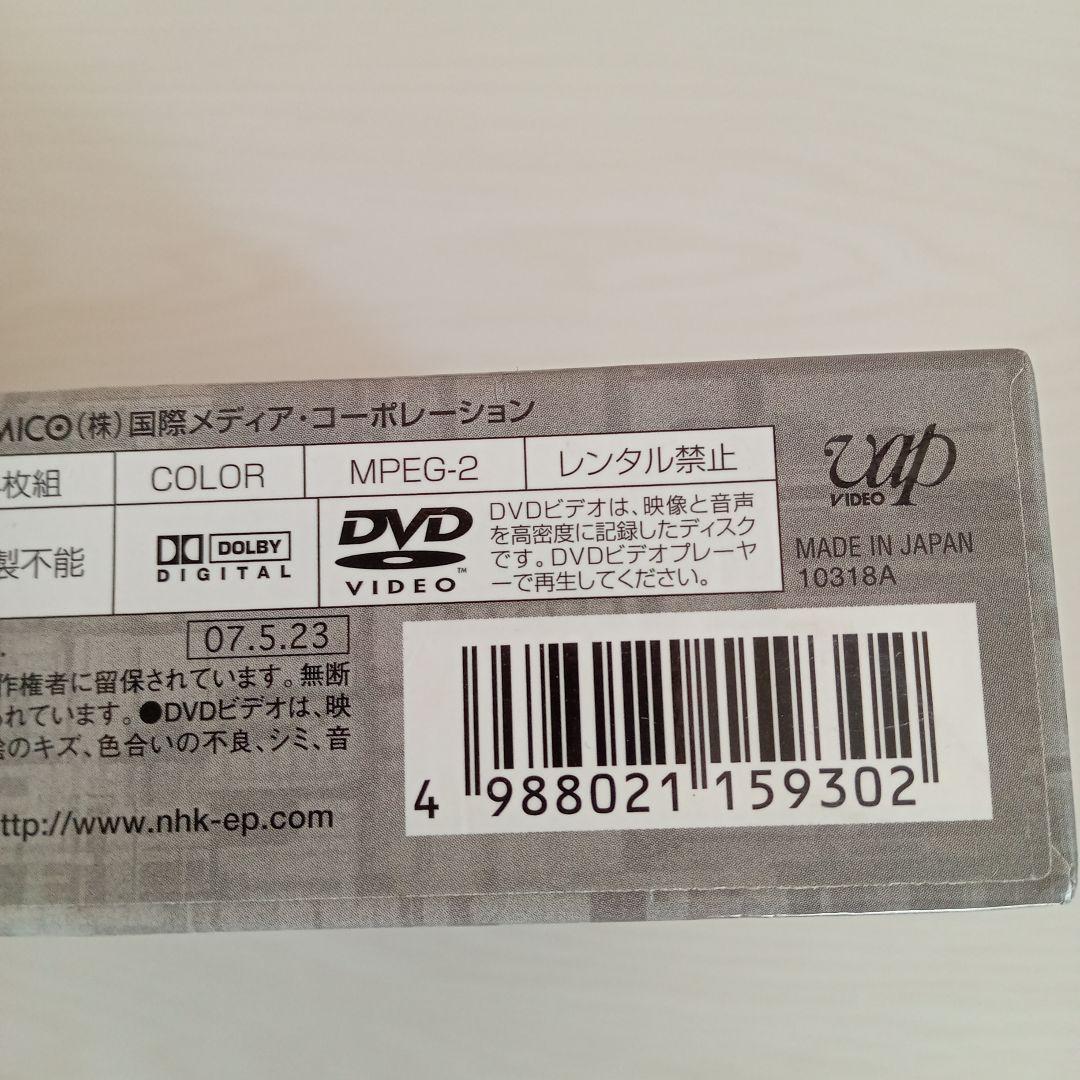 MICO(株)国際メディア・コーポレーション
枚組
COLOR
MPEG-2
レンタル禁止
製不能
DOLBY
DIGITAL
DVD
VIDEO™
DVDビデオは、映像と音声
を高密度に記録したディスク
です。DVDビデオプレーヤ
ーで再生してください。
vap
VIDEO
MADE IN JAPAN
10318A
07.5.23
作権者に留保されています。無断
れています。●DVDビデオは、映
のキズ、色合いの不良、シミ、音
ttp://www.nhk-ep.com
4 988021 159302